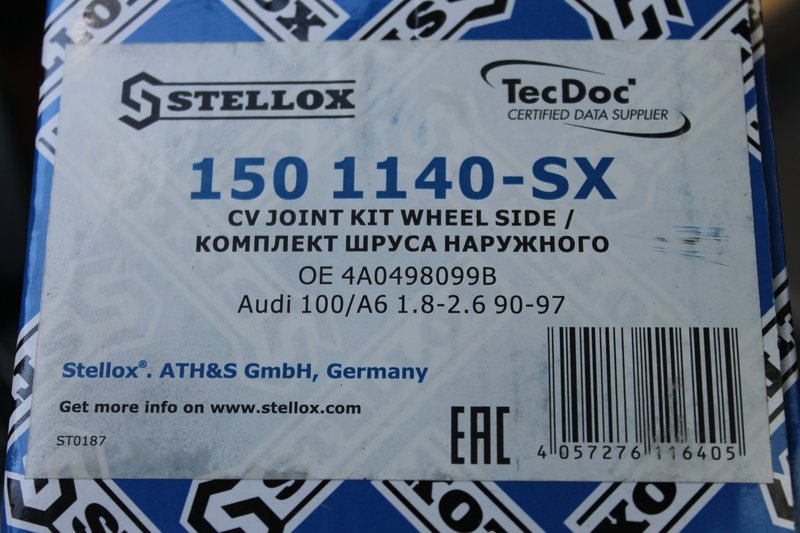 STELLOX
TecDoc
CERTIFIED DATA SUPPLIER
150 1140-SX
CV JOINT KIT WHEEL SIDE /
КОМПЛЕКТ ШРУСА НАРУЖНОГО
OE 4A0498099B
Audi 100/A6 1.8-2.6 90-97
Stellox®. ATH&S GmbH, Germany
Get more info on www.stellox.com
ST0187
EAC
4 057276 116405